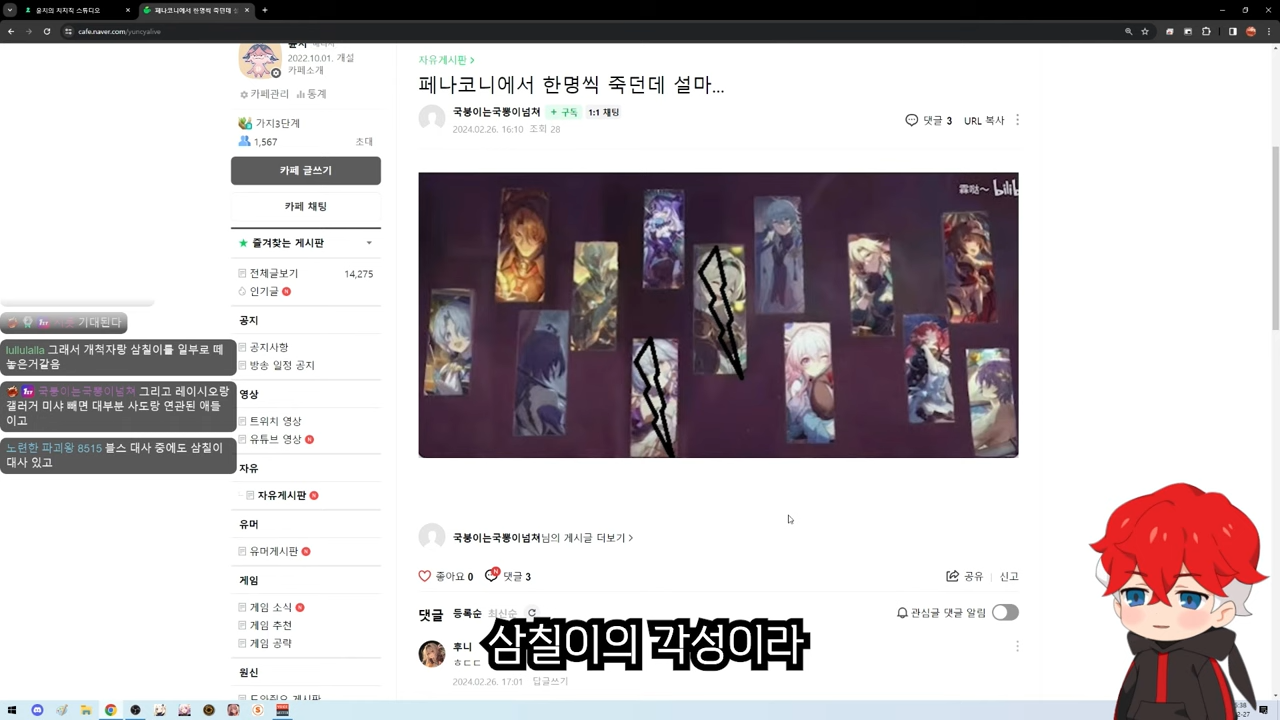 윤지의 지지직 스튜디오
페나코니에서 한명씩 죽던데 설
cafe.naver.com/yuncyalive
2022.10.01. 개설
카페소개
카페관리
통계
가지3단계
1,567
초대
카페 글쓰기
카페 채팅
즐겨찾는 게시판
전체글보기
14,275
인기글
공지
공지사항
방송 일정 공지
영상
트위치 영상
유튜브 영상
자유
자유게시판
유머
유머게시판
게임
게임 소식
게임 추천
게임 공략
원신
기대된다
lullulalla 그래서 개척자랑 삼칠이를 일부로 떼
놓은거같음
국붕이는국뽕이넘쳐 그리고 레이시오랑
갤러거 미샤 빼면 대부분 사도랑 연관된 애들
이고
노련한 파괴왕 8515 블스 대사 중에도 삼칠이
대사 있고
자유게시판 >
페나코니에서 한명씩 죽던데 설마...
국붕이는국뽕이넘쳐
+ 구독
1:1 채팅
2024.02.26. 16:10 조회 28
댓글 3
URL 복사
국붕이는국뽕이넘쳐님의 게시글 더보기 >
좋아요 0
댓글 3
공유
신고
댓글
등록순
최신순
관심글 댓글 알림
후니
ㅎㄷㄷ
2024.02.26. 17:01 답글쓰기
삼칠이의 각성이라